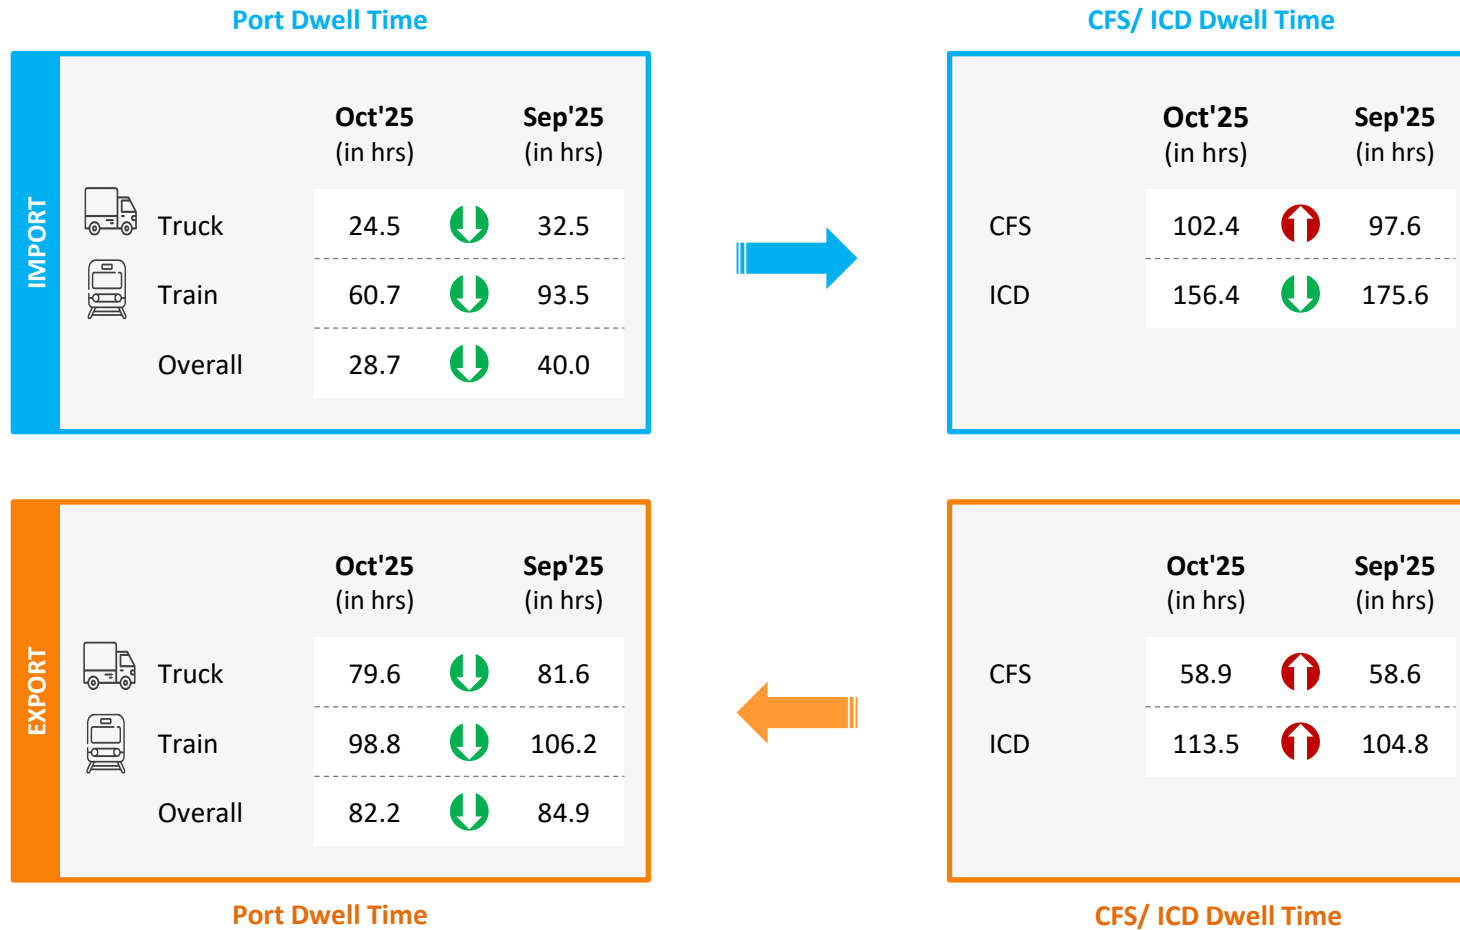 Port Dwell Time
CFS/ ICD Dwell Time
IMPORT
Oct'25 Sep'25
(in hrs) (in hrs)
Truck 24.5 32.5
Train 60.7 93.5
Overall 28.7 40.0
Oct'25 Sep'25
(in hrs) (in hrs)
CFS 102.4 97.6
ICD 156.4 175.6
EXPORT
Oct'25 Sep'25
(in hrs) (in hrs)
Truck 79.6 81.6
Train 98.8 106.2
Overall 82.2 84.9
Oct'25 Sep'25
(in hrs) (in hrs)
CFS 58.9 58.6
ICD 113.5 104.8
Port Dwell Time
CFS/ ICD Dwell Time